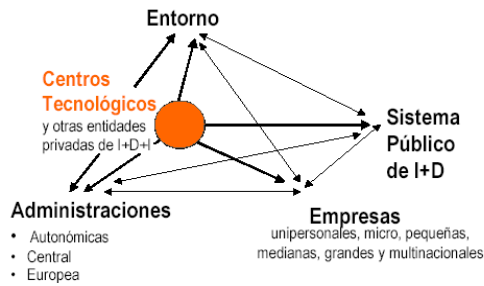 Entorno
Centros
Tecnológicos
y otras entidades
privadas de I+D+I
Sistema
Público
de I+D
Administraciones
• Autonómicas
• Central
• Europea
Empresas
unipersonales, micro, pequeñas,
medianas, grandes y multinacionales